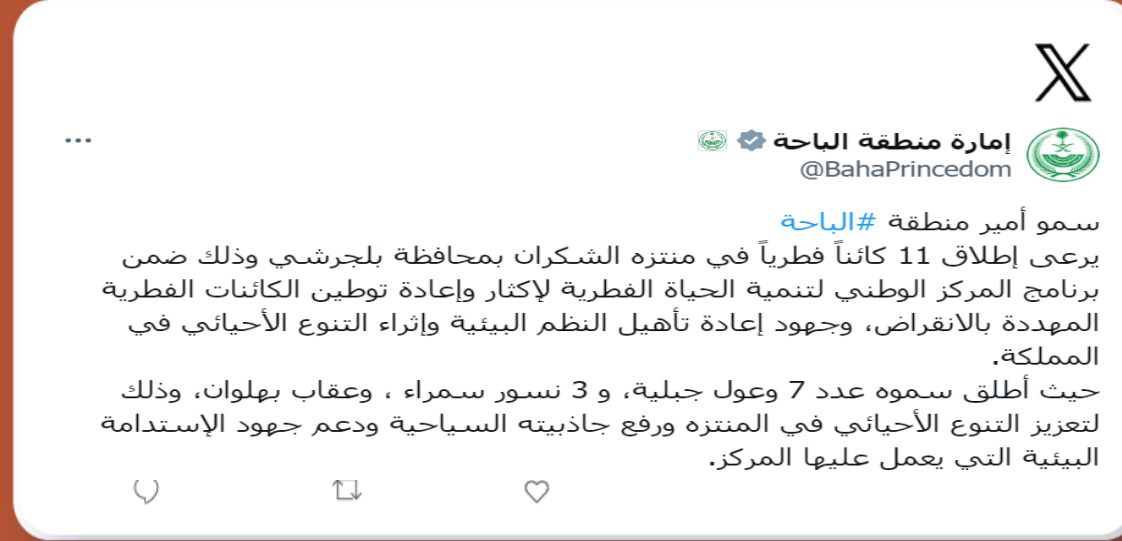 X
إمارة منطقة الباحة
@BahaPrincedom
سمو أمير منطقة #الباحة
يرعى إطلاق 11 كائناً فطرياً في منتزه الشكران بمحافظة بلجرشي وذلك ضمن
برنامج المركز الوطني لتنمية الحياة الفطرية لإكثار وإعادة توطين الكائنات الفطرية
المهددة بالانقراض، وجهود إعادة تأهيل النظم البيئية وإثراء التنوع الأحيائي في
المملكة.
حيث أطلق سموه عدد 7 وعول جبلية، و 3 نسور سمراء ، وعقاب بهلوان، وذلك
لتعزيز التنوع الأحيائي في المنتزه ورفع جاذبيته السياحية ودعم جهود الإستدامة
البيئية التي يعمل عليها المركز.